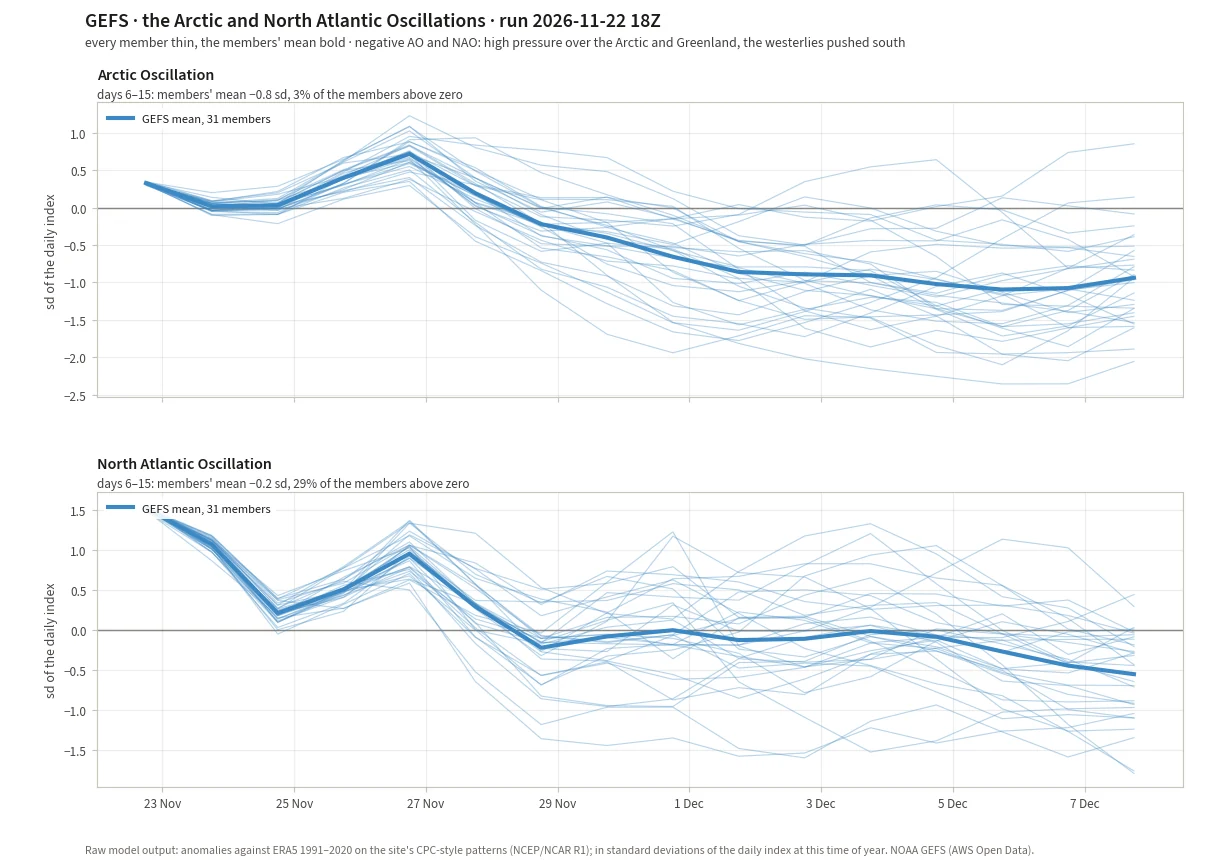 GEFS · the Arctic and North Atlantic Oscillations · run 2026-11-22 18Z
every member thin, the members' mean bold · negative AO and NAO: high pressure over the Arctic and Greenland, the westerlies pushed south
Arctic Oscillation
days 6–15: members' mean −0.8 sd, 3% of the members above zero
GEFS mean, 31 members
1.0
0.5
0.0
−0.5
−1.0
−1.5
−2.0
−2.5
sd of the daily index
North Atlantic Oscillation
days 6–15: members' mean −0.2 sd, 29% of the members above zero
GEFS mean, 31 members
1.5
1.0
0.5
0.0
−0.5
−1.0
−1.5
sd of the daily index
23 Nov
25 Nov
27 Nov
29 Nov
1 Dec
3 Dec
5 Dec
7 Dec
Raw model output: anomalies against ERA5 1991–2020 on the site's CPC-style patterns (NCEP/NCAR R1); in standard deviations of the daily index at this time of year. NOAA GEFS (AWS Open Data).